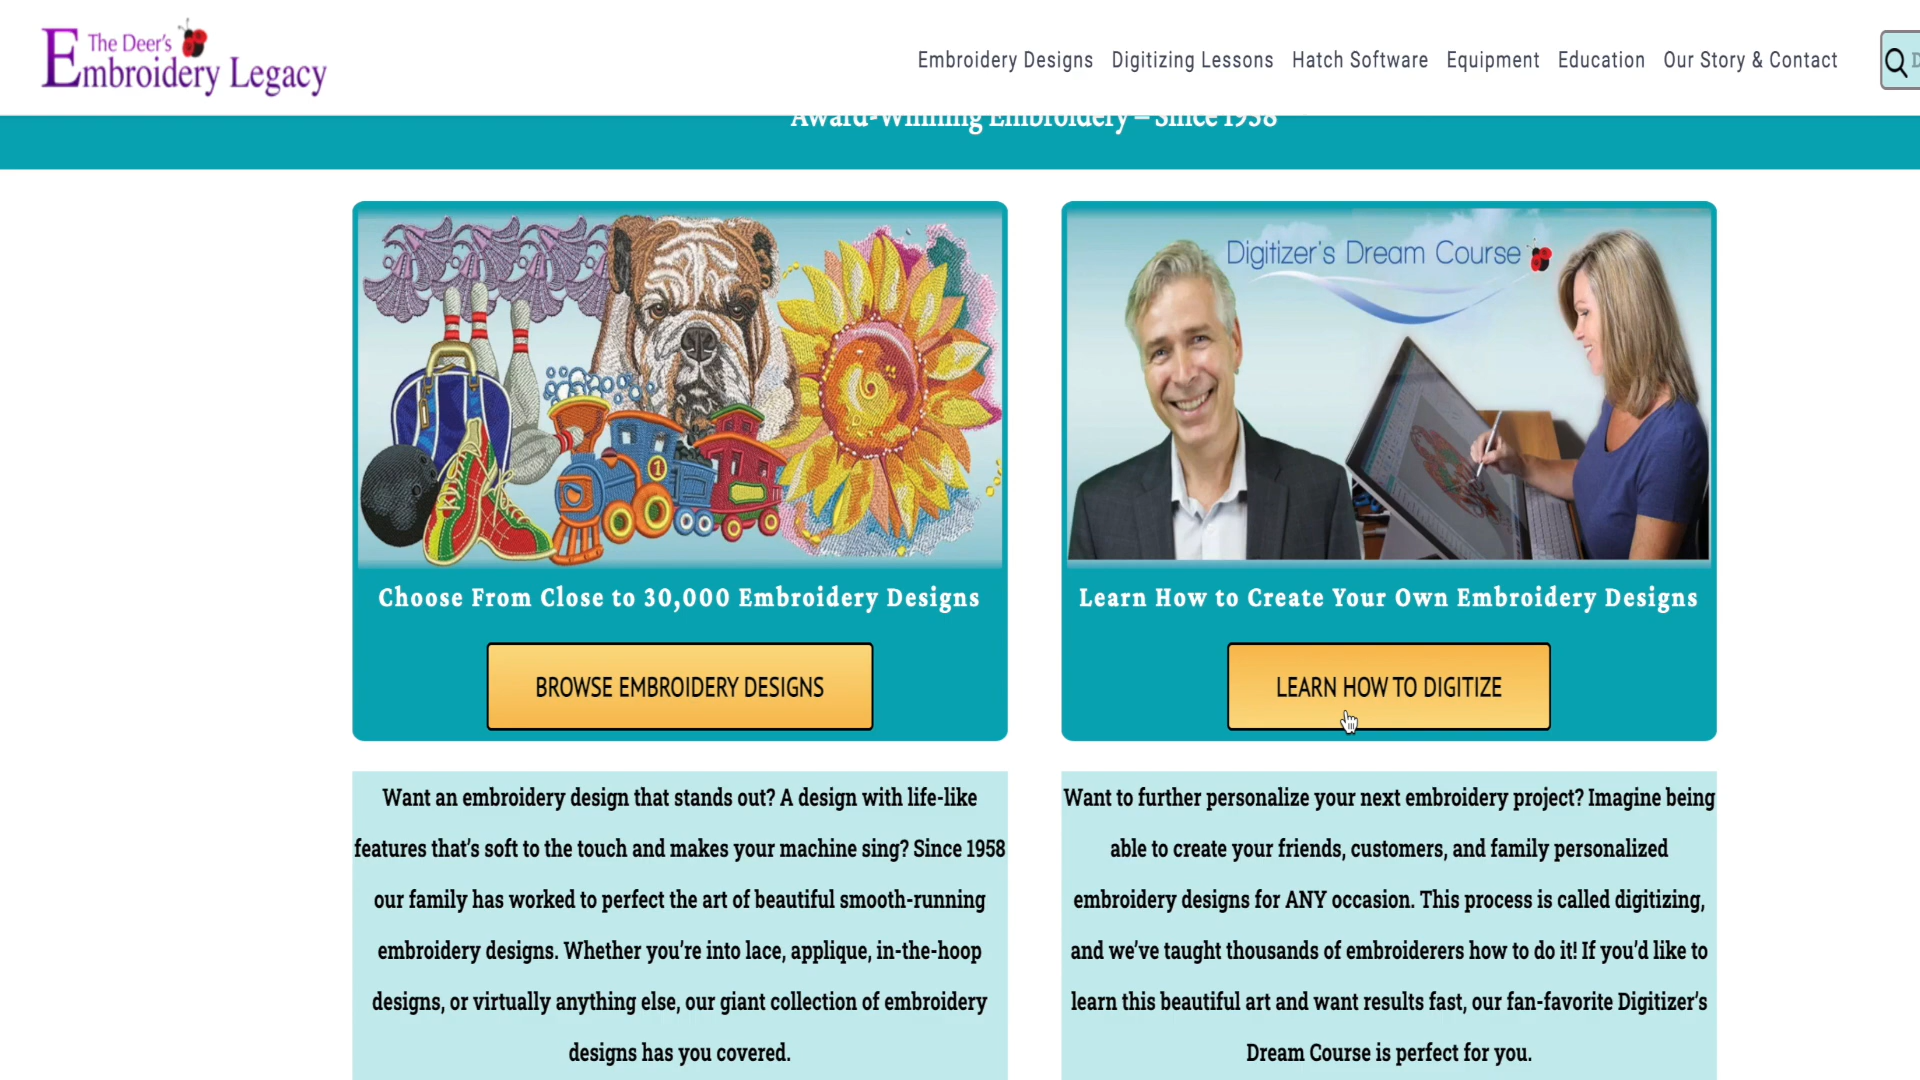 The Deer's
Embroidery Legacy
Embroidery Designs Digitizing Lessons Hatch Software Equipment Education Our Story & Contact
Award-Winning Embroidery – Since 1958
Digitizer's Dream Course
1
Choose From Close to 30,000 Embroidery Designs
BROWSE EMBROIDERY DESIGNS
Want an embroidery design that stands out? A design with life-like
features that's soft to the touch and makes your machine sing? Since 1958
our family has worked to perfect the art of beautiful smooth-running
embroidery designs. Whether you're into lace, applique, in-the-hoop
designs, or virtually anything else, our giant collection of embroidery
designs has you covered.
Learn How to Create Your Own Embroidery Designs
LEARN HOW TO DIGITIZE
Want to further personalize your next embroidery project? Imagine being
able to create your friends, customers, and family personalized
embroidery designs for ANY occasion. This process is called digitizing,
and we've taught thousands of embroiderers how to do it! If you'd like to
learn this beautiful art and want results fast, our fan-favorite Digitizer's
Dream Course is perfect for you.